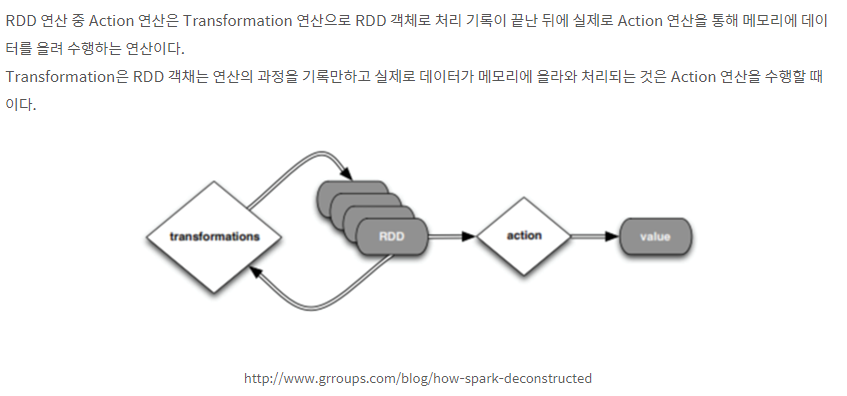 RDD 연산 중 Action 연산은 Transformation 연산으로 RDD 객체로 처리 기록이 끝난 뒤에 실제로 Action 연산을 통해 메모리에 데이
터를 올려 수행하는 연산이다.
Transformation은 RDD 객채는 연산의 과정을 기록만하고 실제로 데이터가 메모리에 올라와 처리되는 것은 Action 연산을 수행할 때
이다.
transformations
RDD
action
value
http://www.grroups.com/blog/how-spark-deconstructed